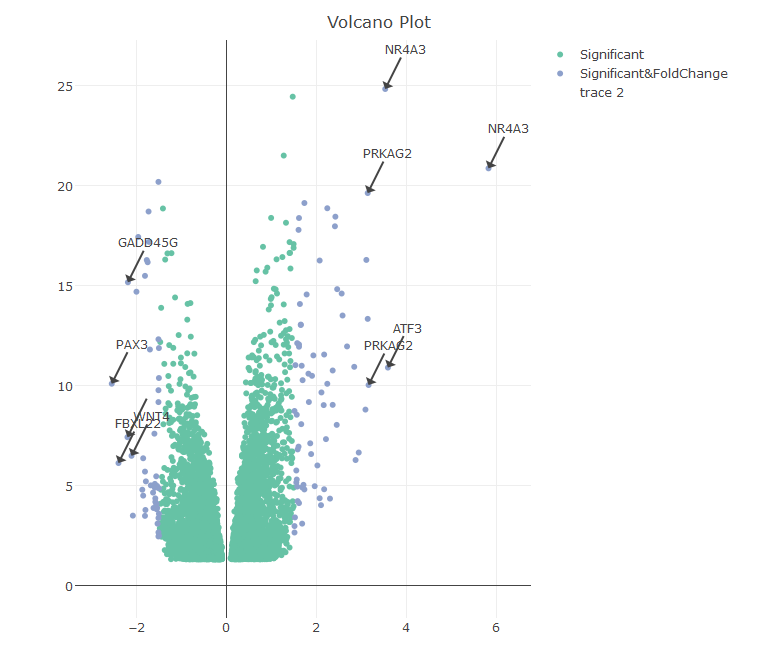 Volcano Plot
NR4A3
Significant
Significant&FoldChange
trace 2
25
NR4A3
PRKAG2
20
GADD45G
15
ATF3
PAX3
PRKAG2
10
WNT4
FBXL22
5
0
−2
0
2
4
6